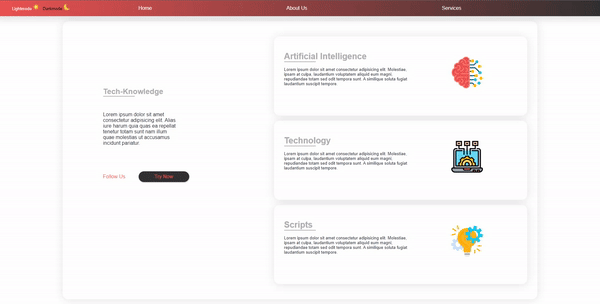 Lightmode Darkmode Home About Us Services
Tech-Knowledge
Lorem ipsum dolor sit amet
consectetur adipisicing elit. Alias
iure harum quia quas ea repellat
tenetur totam sunt nam illum
quae molestias ut accusamus
incidunt pariatur.
Follow Us Try Now
Artificial Intelligence
Lorem ipsum dolor sit amet consectetur adipisicing elit. Molestias,
ipsam at culpa, laudantium voluptatem aliquid eum magni
repudiandae totam sed odit tempora sunt. A similique soluta fugiat
laudantium suscipit tempore.
Technology
Lorem ipsum dolor sit amet consectetur adipisicing elit. Molestias,
ipsam at culpa, laudantium voluptatem aliquid eum magni
repudiandae totam sed odit tempora sunt. A similique soluta fugiat
laudantium suscipit tempore.
Scripts
Lorem ipsum dolor sit amet consectetur adipisicing elit. Molestias,
ipsam at culpa, laudantium voluptatem aliquid eum magni
repudiandae totam sed odit tempora sunt. A similique soluta fugiat
laudantium suscipit tempore.